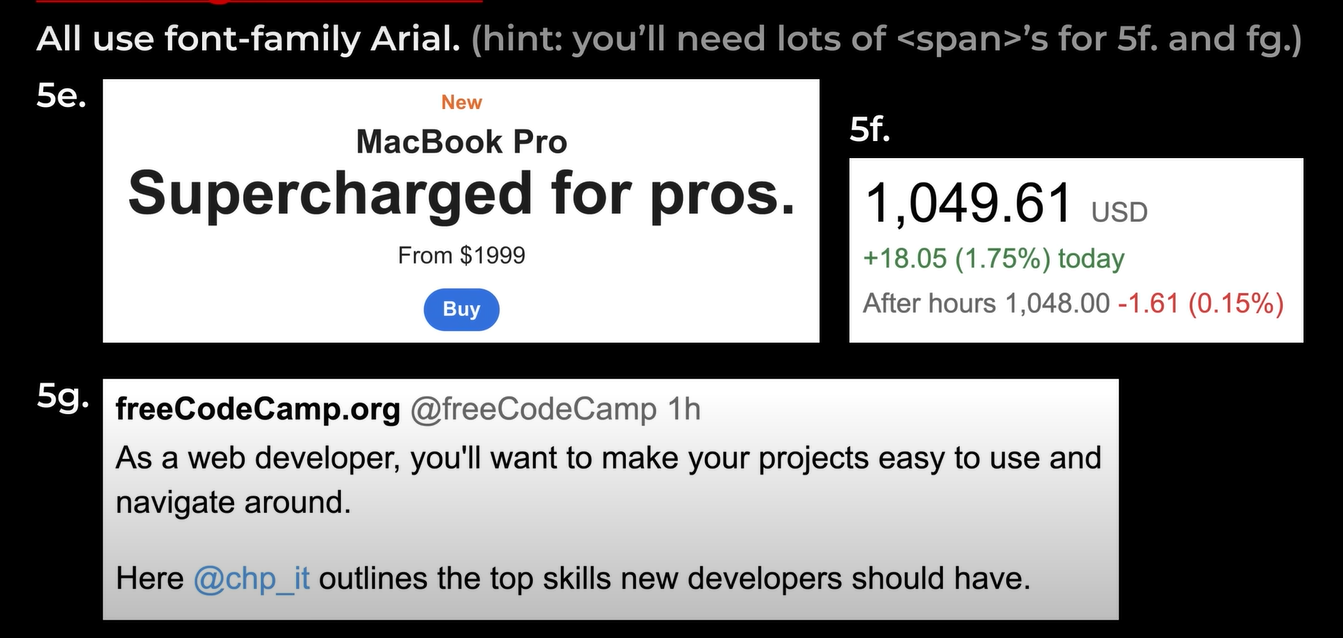 All use font-family Arial. (hint: you’ll need lots of <span>’s for 5f. and fg.)
5e.
New
MacBook Pro
Supercharged for pros.
From $1999
Buy
5f.
1,049.61 USD
+18.05 (1.75%) today
After hours 1,048.00 -1.61 (0.15%)
5g.
freeCodeCamp.org @freeCodeCamp 1h
As a web developer, you'll want to make your projects easy to use and
navigate around.
Here @chp_it outlines the top skills new developers should have.